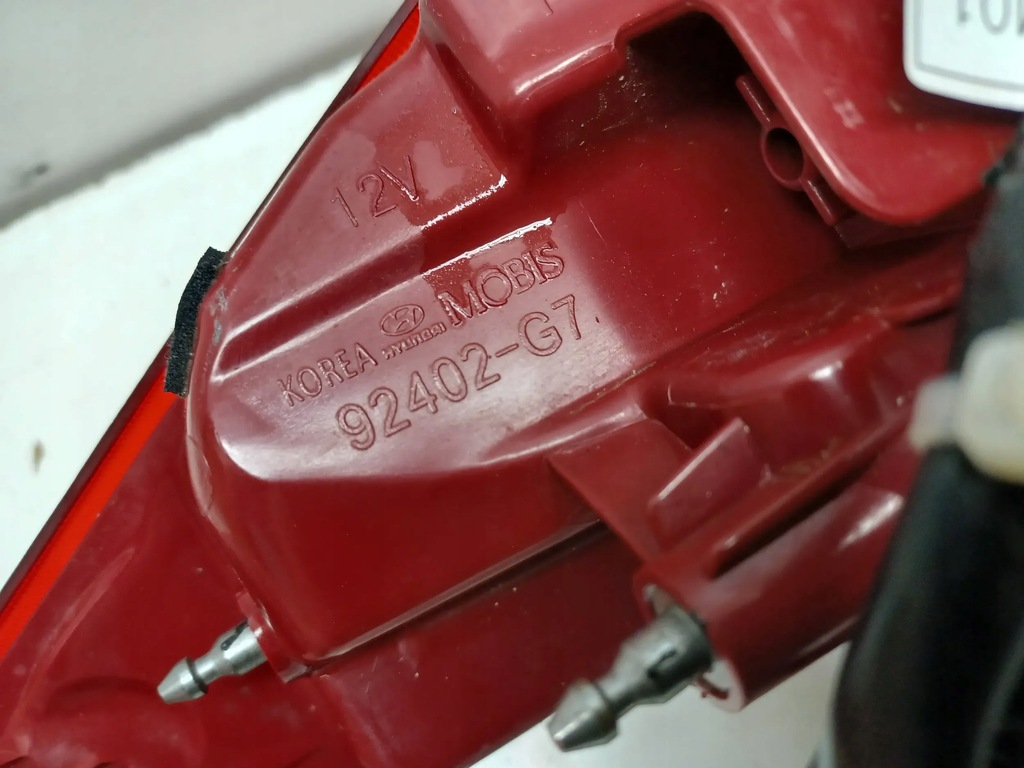 12V
KOREA HYUNDAI MOBIS
92402-G7